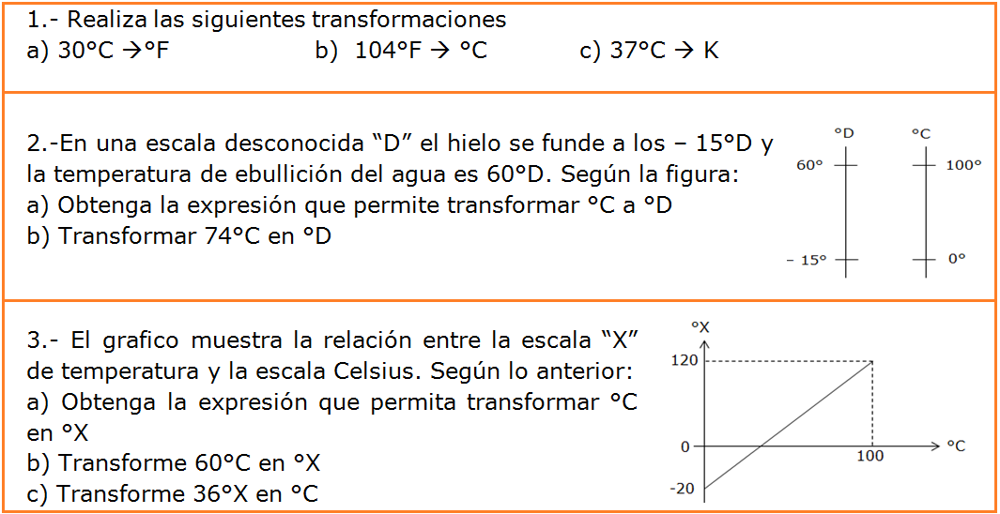 1.- Realiza las siguientes transformaciones
a) 30°C →°F b) 104°F → °C c) 37°C → K
2.-En una escala desconocida “D” el hielo se funde a los – 15°D y
la temperatura de ebullición del agua es 60°D. Según la figura:
a) Obtenga la expresión que permite transformar °C a °D
b) Transformar 74°C en °D
°D °C
60° 100°
– 15° 0°
3.- El grafico muestra la relación entre la escala “X”
de temperatura y la escala Celsius. Según lo anterior:
a) Obtenga la expresión que permita transformar °C
en °X
b) Transforme 60°C en °X
c) Transforme 36°X en °C
°X
120
0 °C
100
-20